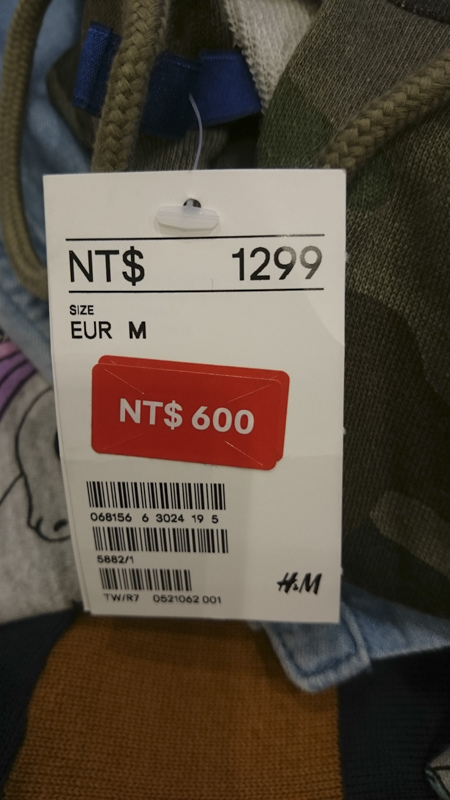 NT$ 1299
SIZE
EUR M
NT$ 600
068156 6 3024 19 5
5882/1
TW/R7 0521062 001
H&M